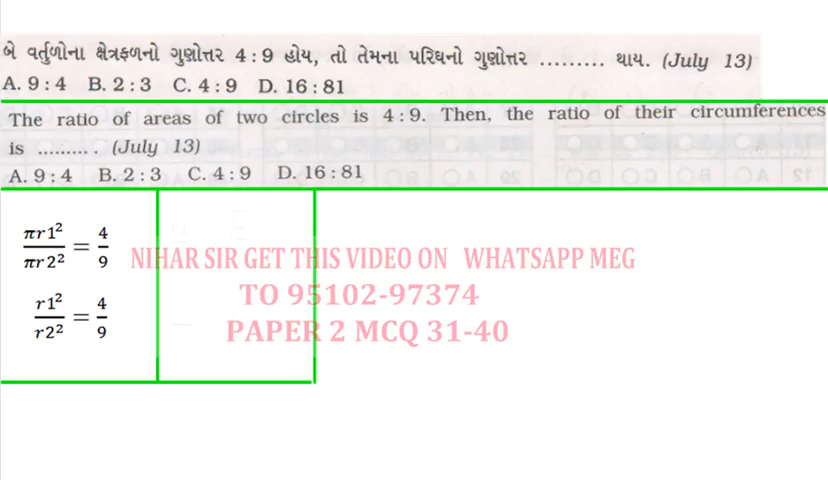 બે વર્તુળોના ક્ષેત્રફળનો ગુણોત્તર 4 : 9 હોય, તો તેમના પરિઘનો ગુણોત્તર ......... થાય. (July 13)
A. 9 : 4 B. 2 : 3 C. 4 : 9 D. 16 : 81
The ratio of areas of two circles is 4 : 9. Then, the ratio of their circumferences
is .......... (July 13)
A. 9 : 4 B. 2 : 3 C. 4 : 9 D. 16 : 81
πr1²/πr2² = 4/9
r1²/r2² = 4/9
NIHAR SIR GET THIS VIDEO ON WHATSAPP MEG
TO 95102-97374
PAPER 2 MCQ 31-40